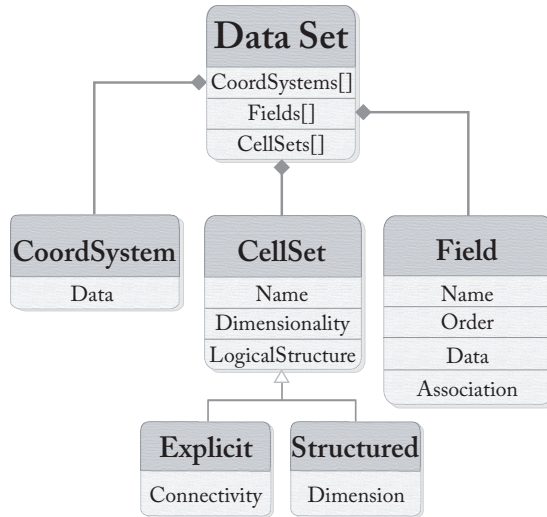 Data Set
CoordSystems[]
Fields[]
CellSets[]
CoordSystem
Data
CellSet
Name
Dimensionality
LogicalStructure
Field
Name
Order
Data
Association
Explicit
Connectivity
Structured
Dimension